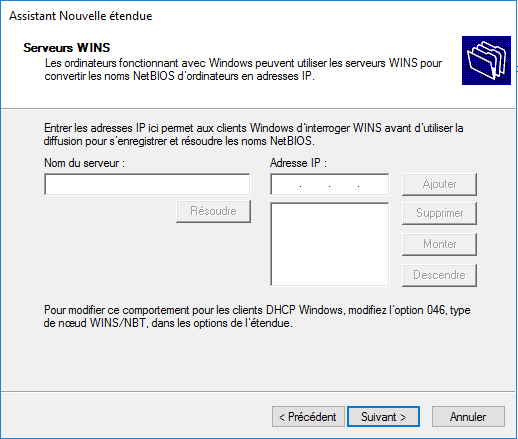 Assistant Nouvelle étendue
Serveurs WINS
Les ordinateurs fonctionnant avec Windows peuvent utiliser les serveurs WINS pour
convertir les noms NetBIOS d'ordinateurs en adresses IP.
Entrer les adresses IP ici permet aux clients Windows d'interroger WINS avant d'utiliser la
diffusion pour s'enregistrer et résoudre les noms NetBIOS.
Nom du serveur :
Adresse IP :
. . .
Ajouter
Résoudre
Supprimer
Monter
Descendre
Pour modifier ce comportement pour les clients DHCP Windows, modifiez l'option 046, type
de nœud WINS/NBT, dans les options de l'étendue.
< Précédent
Suivant >
Annuler